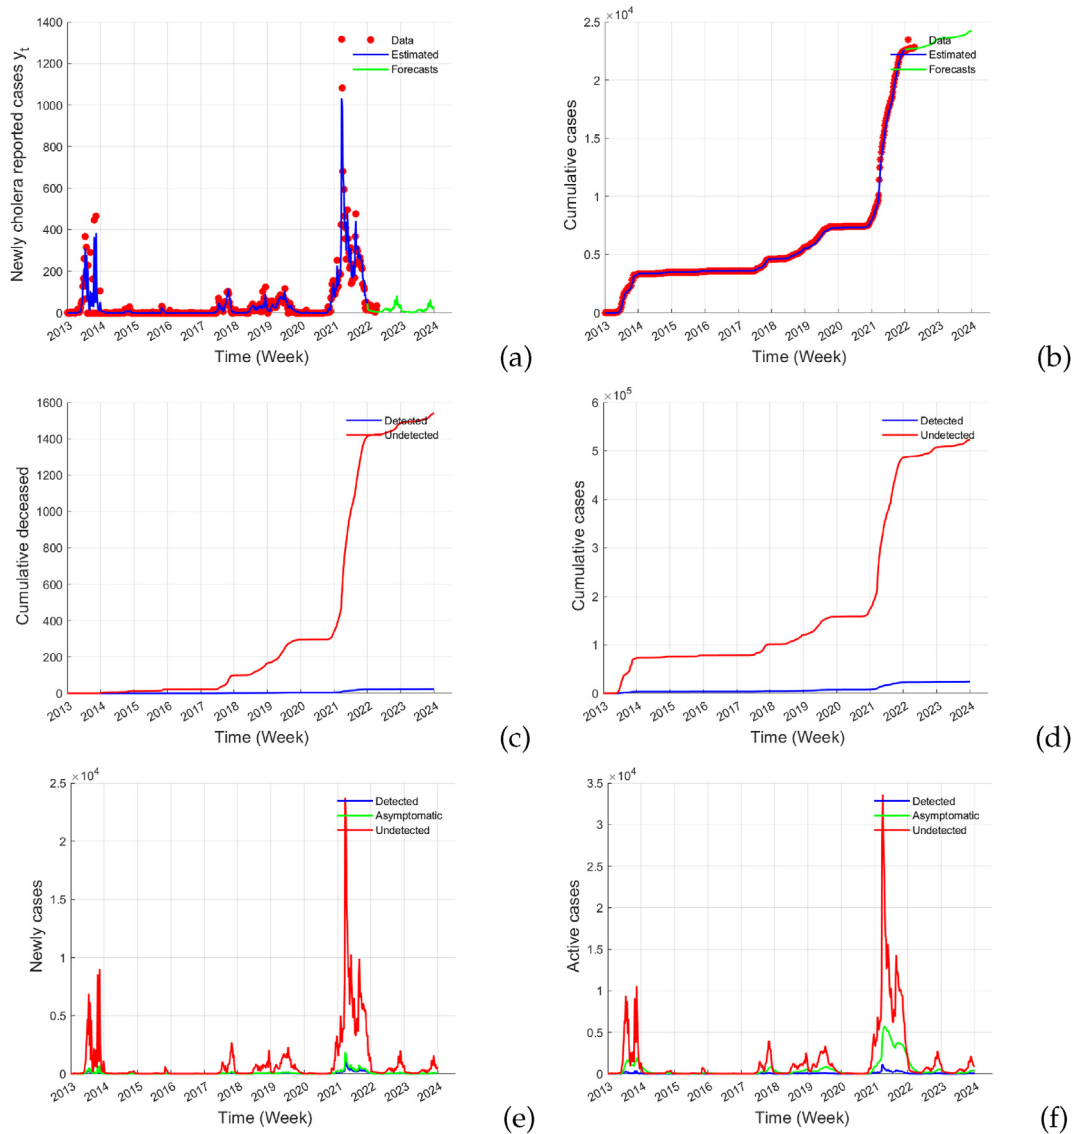 1400
1200
1000
800
600
400
200
0
Newly cholera reported cases y_t
Data
Estimated
Forecasts
2013 2014 2015 2016 2017 2018 2019 2020 2021 2022 2023 2024
Time (Week)
(a)
×10^4
2.5
2
1.5
1
0.5
0
Cumulative cases
Data
Estimated
Forecasts
2013 2014 2015 2016 2017 2018 2019 2020 2021 2022 2023 2024
Time (Week)
(b)
1600
1400
1200
1000
800
600
400
200
0
Cumulative deceased
Detected
Undetected
2013 2014 2015 2016 2017 2018 2019 2020 2021 2022 2023 2024
Time (Week)
(c)
×10^5
6
5
4
3
2
1
0
Cumulative cases
Detected
Undetected
2013 2014 2015 2016 2017 2018 2019 2020 2021 2022 2023 2024
Time (Week)
(d)
×10^4
2.5
2
1.5
1
0.5
0
Newly cases
Detected
Asymptomatic
Undetected
2013 2014 2015 2016 2017 2018 2019 2020 2021 2022 2023 2024
Time (Week)
(e)
×10^4
3.5
3
2.5
2
1.5
1
0.5
0
Active cases
Detected
Asymptomatic
Undetected
2013 2014 2015 2016 2017 2018 2019 2020 2021 2022 2023 2024
Time (Week)
(f)